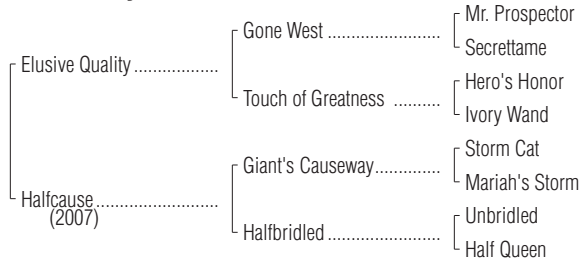 Mr. Prospector
Gone West ......................
Secrettame
Elusive Quality .................
Hero's Honor
Touch of Greatness ..........
Ivory Wand
Storm Cat
Giant's Causeway..............
Mariah's Storm
Halfcause.........................
(2007)
Unbridled
Halfbridled .......................
Half Queen